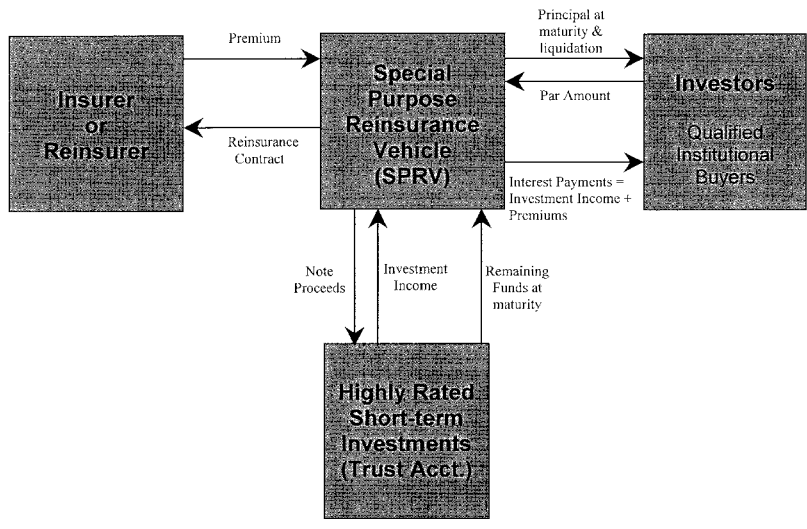 Premium
Principal at
maturity &
liquidation
Insurer
or
Reinsurer
Special
Purpose
Reinsurance
Vehicle
(SPRV)
Investors
Qualified
Institutional
Buyers
Par Amount
Reinsurance
Contract
Interest Payments =
Investment Income +
Premiums
Note
Proceeds
Investment
Income
Remaining
Funds at
maturity
Highly Rated
Short-term
Investments
(Trust Acct.)